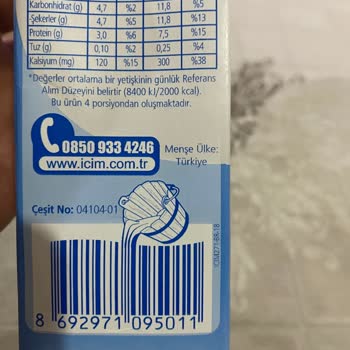 Karbonhidrat (g) 4,7 %2 11,8 %5
-Şekerler (g) 4,7 %5 11,8 %13
Protein (g) 3,0 %6 7,5 %15
Tuz (g) 0,10 %2 0,25 %4
Kalsiyum (mg) 120 %15 300 %38
*Değerler ortalama bir yetişkinin günlük Referans
Alım Düzeyini belirtir (8400 kJ/2000 kcal).
Bu ürün 4 porsiyondan oluşmaktadır.
0850 933 4246
www.icim.com.tr
Menşe Ülke:
Türkiye
Çeşit No: 04104-01
8 692971 095011